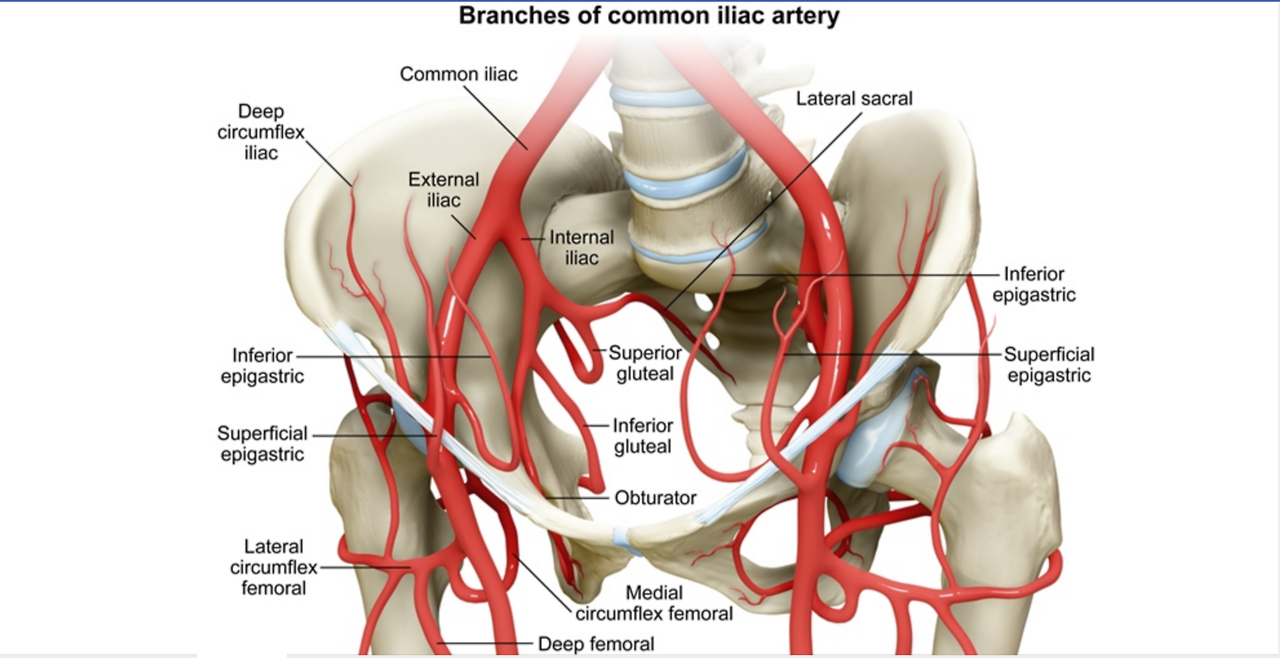 Branches of common iliac artery
Common iliac
Lateral sacral
Deep
circumflex
iliac
External
iliac
Internal
iliac
Inferior
epigastric
Inferior
epigastric
Superior
gluteal
Superficial
epigastric
Superficial
epigastric
Inferior
gluteal
Obturator
Lateral
circumflex
femoral
Medial
circumflex femoral
Deep femoral